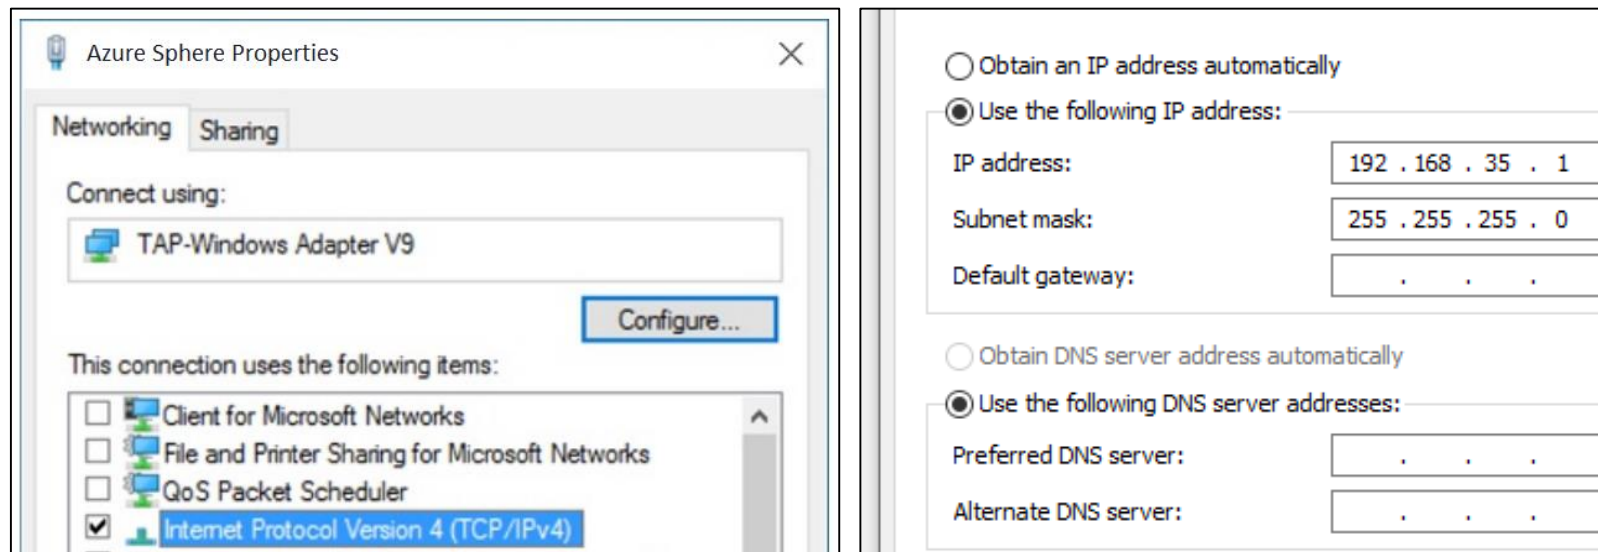 Azure Sphere Properties
Networking
Sharing
Connect using:
TAP-Windows Adapter V9
Configure...
This connection uses the following items:
Client for Microsoft Networks
File and Printer Sharing for Microsoft Networks
QoS Packet Scheduler
Internet Protocol Version 4 (TCP/IPv4)
Obtain an IP address automatically
Use the following IP address:
IP address: 192 . 168 . 35 . 1
Subnet mask: 255 . 255 . 255 . 0
Default gateway: . . .
Obtain DNS server address automatically
Use the following DNS server addresses:
Preferred DNS server: . . .
Alternate DNS server: . . .